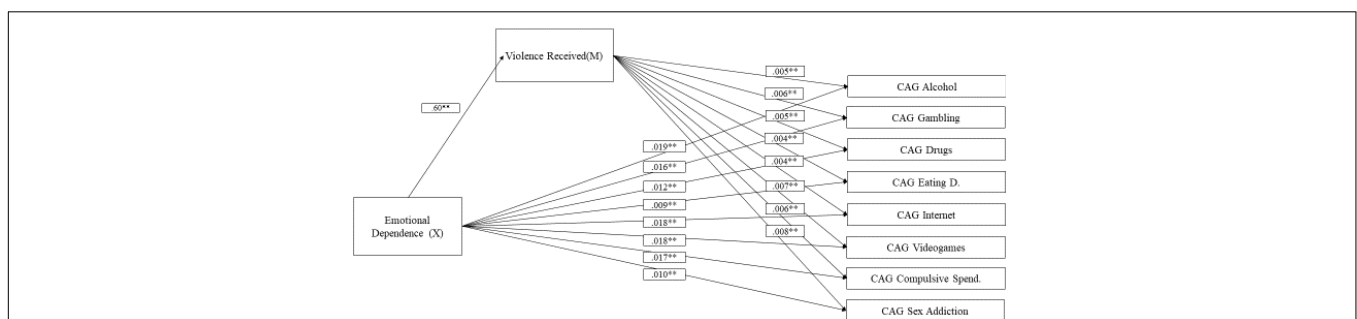 Violence Received(M)
.60**
Emotional
Dependence (X)
.005**
.006**
.005**
.004**
.004**
.007**
.006**
.008**
.019**
.016**
.012**
.009**
.018**
.018**
.017**
.010**
CAG Alcohol
CAG Gambling
CAG Drugs
CAG Eating D.
CAG Internet
CAG Videogames
CAG Compulsive Spend.
CAG Sex Addiction